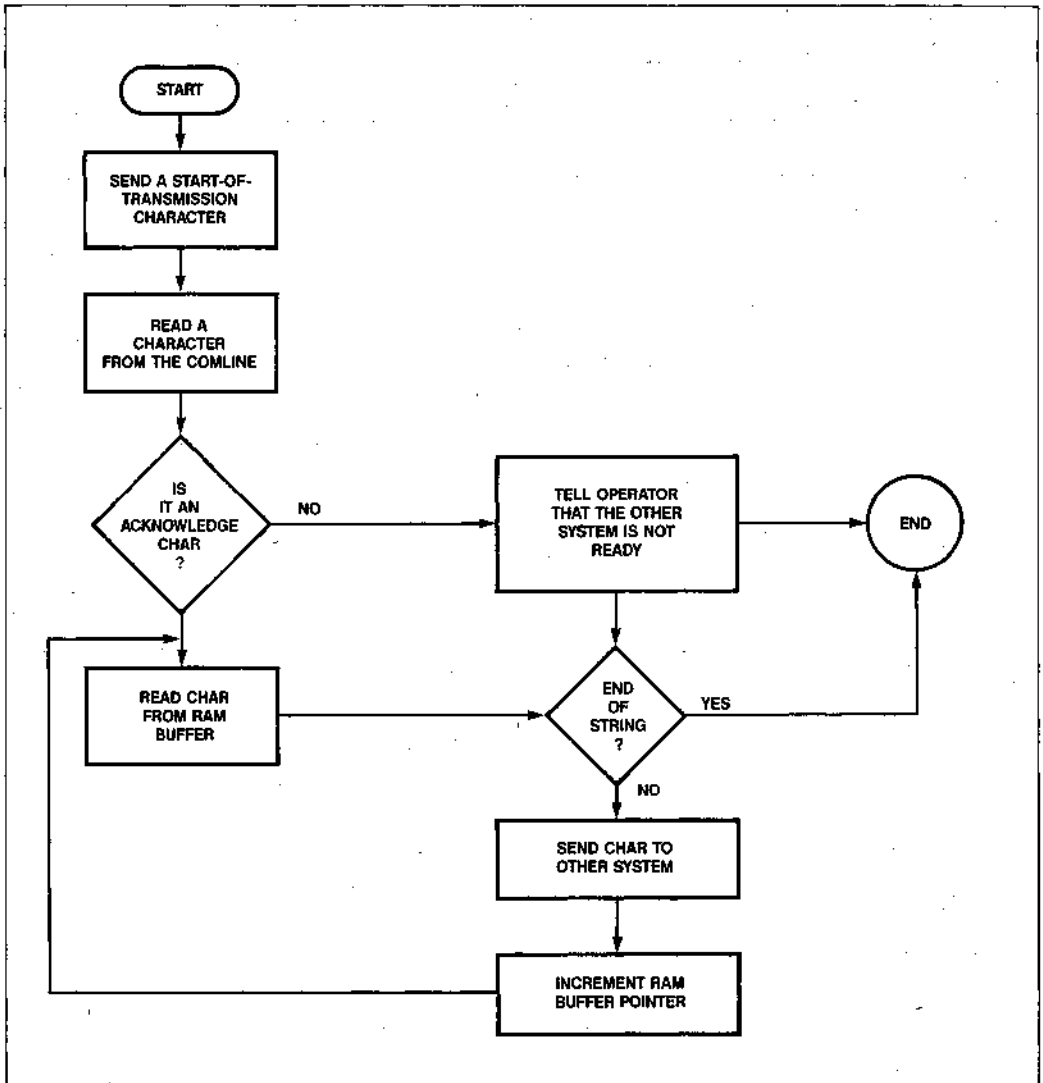 START
SEND A START-OF-
TRANSMISSION
CHARACTER
READ A
CHARACTER
FROM THE COMLINE
IS
IT AN
ACKNOWLEDGE
CHAR
?
NO
TELL OPERATOR
THAT THE OTHER
SYSTEM IS NOT
READY
END
READ CHAR
FROM RAM
BUFFER
END
OF
STRING
?
YES
NO
SEND CHAR TO
OTHER SYSTEM
INCREMENT RAM
BUFFER POINTER